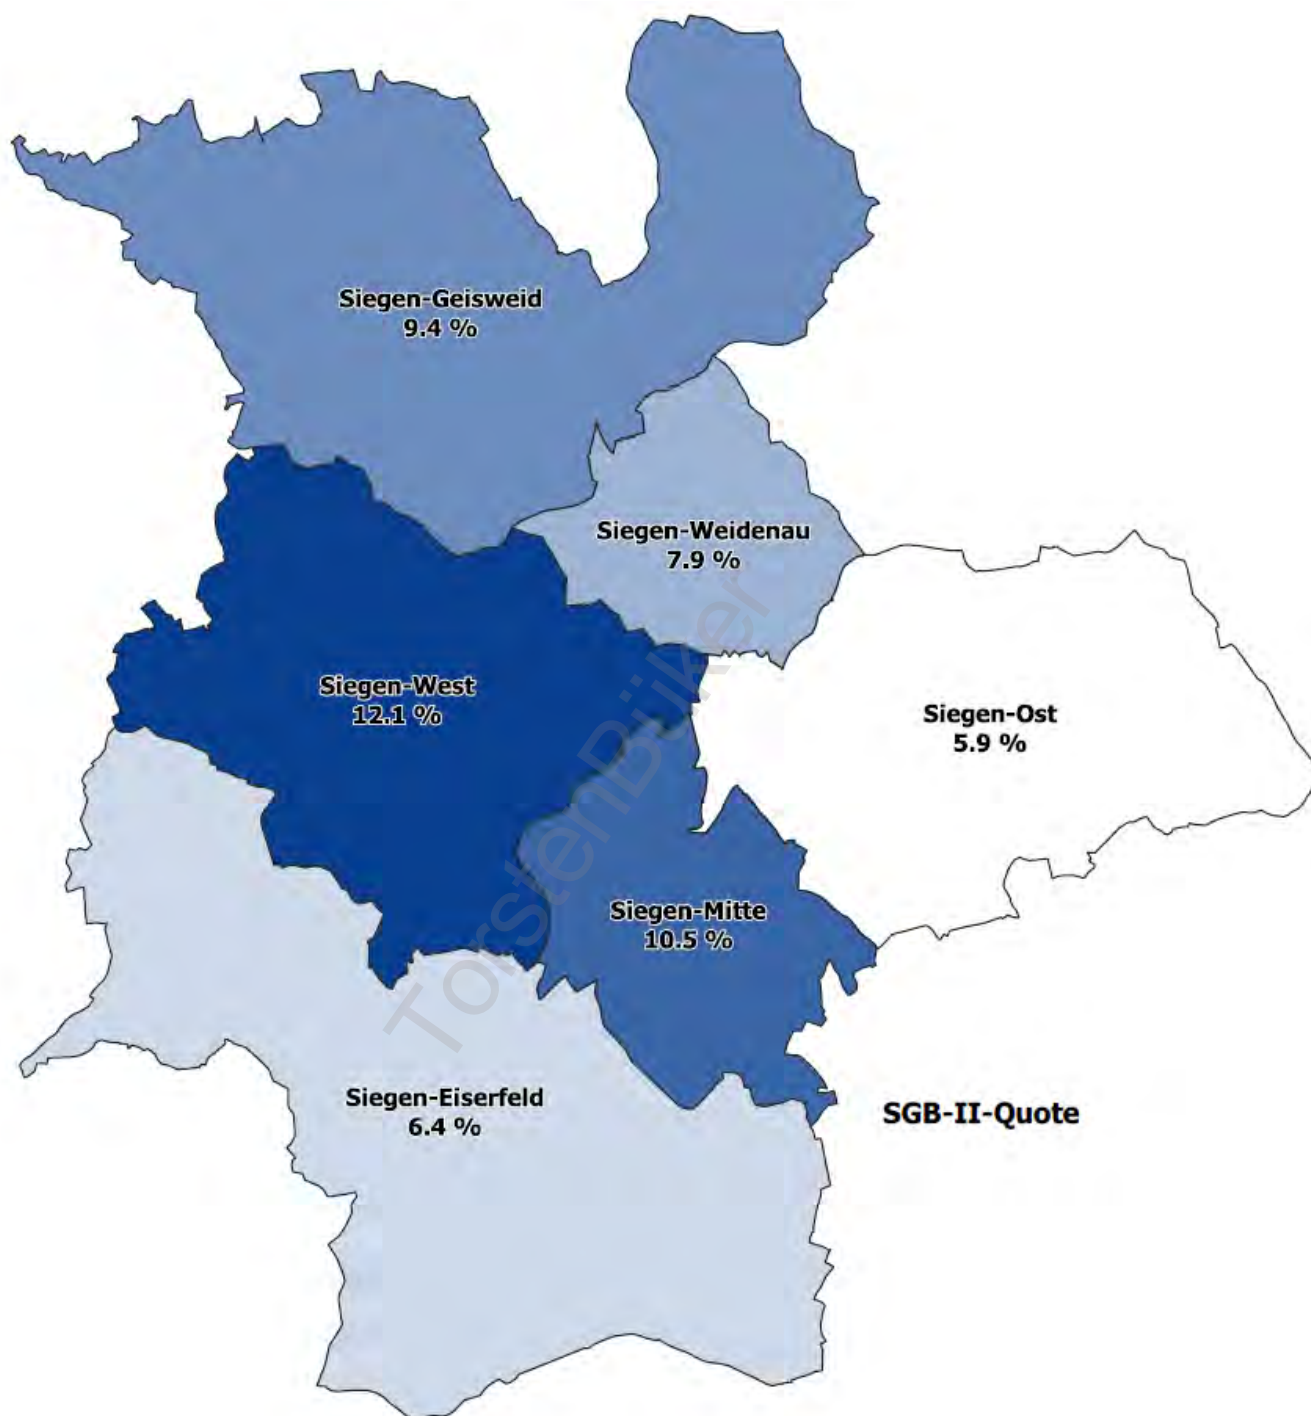 Siegen-Geisweid
9.4 %
Siegen-Weidenau
7.9 %
Siegen-West
12.1 %
Siegen-Ost
5.9 %
TorstenBüker
Siegen-Mitte
10.5 %
Siegen-Eiserfeld
6.4 %
SGB-II-Quote